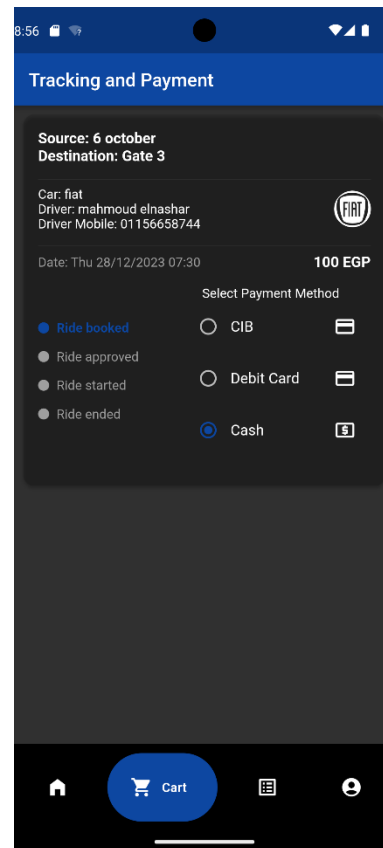 8:56
Tracking and Payment
Source: 6 october
Destination: Gate 3
Car: fiat
Driver: mahmoud elnashar
Driver Mobile: 01156658744
FIAT
Date: Thu 28/12/2023 07:30
100 EGP
Select Payment Method
Ride booked
Ride approved
Ride started
Ride ended
CIB
Debit Card
Cash
Cart